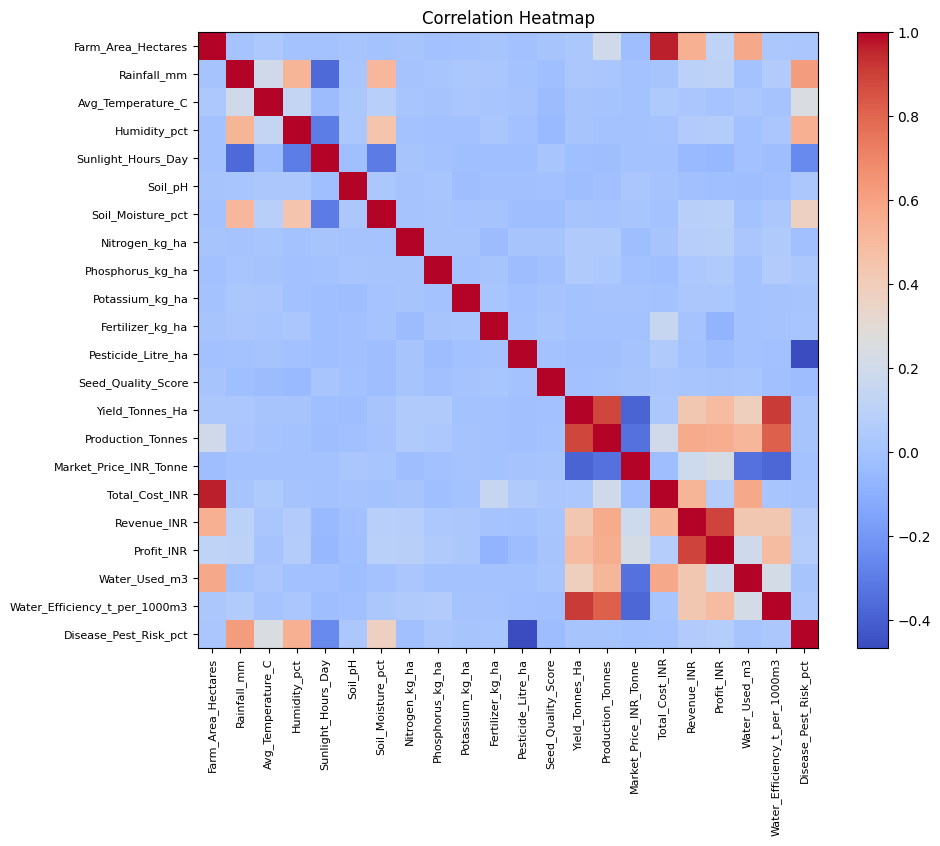 Correlation Heatmap
Farm_Area_Hectares
Rainfall_mm
Avg_Temperature_C
Humidity_pct
Sunlight_Hours_Day
Soil_pH
Soil_Moisture_pct
Nitrogen_kg_ha
Phosphorus_kg_ha
Potassium_kg_ha
Fertilizer_kg_ha
Pesticide_Litre_ha
Seed_Quality_Score
Yield_Tonnes_Ha
Production_Tonnes
Market_Price_INR_Tonne
Total_Cost_INR
Revenue_INR
Profit_INR
Water_Used_m3
Water_Efficiency_t_per_1000m3
Disease_Pest_Risk_pct
Farm_Area_Hectares
Rainfall_mm
Avg_Temperature_C
Humidity_pct
Sunlight_Hours_Day
Soil_pH
Soil_Moisture_pct
Nitrogen_kg_ha
Phosphorus_kg_ha
Potassium_kg_ha
Fertilizer_kg_ha
Pesticide_Litre_ha
Seed_Quality_Score
Yield_Tonnes_Ha
Production_Tonnes
Market_Price_INR_Tonne
Total_Cost_INR
Revenue_INR
Profit_INR
Water_Used_m3
Water_Efficiency_t_per_1000m3
Disease_Pest_Risk_pct
1.0
0.8
0.6
0.4
0.2
0.0
−0.2
−0.4